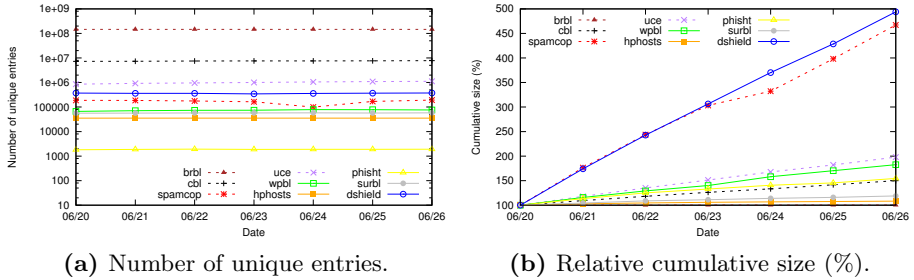 1e+09
1e+08
1e+07
1e+06
100000
10000
1000
100
10
Number of unique entries
brbl
cbl
spamcop
uce
wpbl
hphosts
phisht
surbl
dshield
06/20 06/21 06/22 06/23 06/24 06/25 06/26
Date
(a) Number of unique entries.
500
450
400
350
300
250
200
150
100
Cumulative size (%)
brbl
cbl
spamcop
uce
wpbl
hphosts
phisht
surbl
dshield
06/20 06/21 06/22 06/23 06/24 06/25 06/26
Date
(b) Relative cumulative size (%).